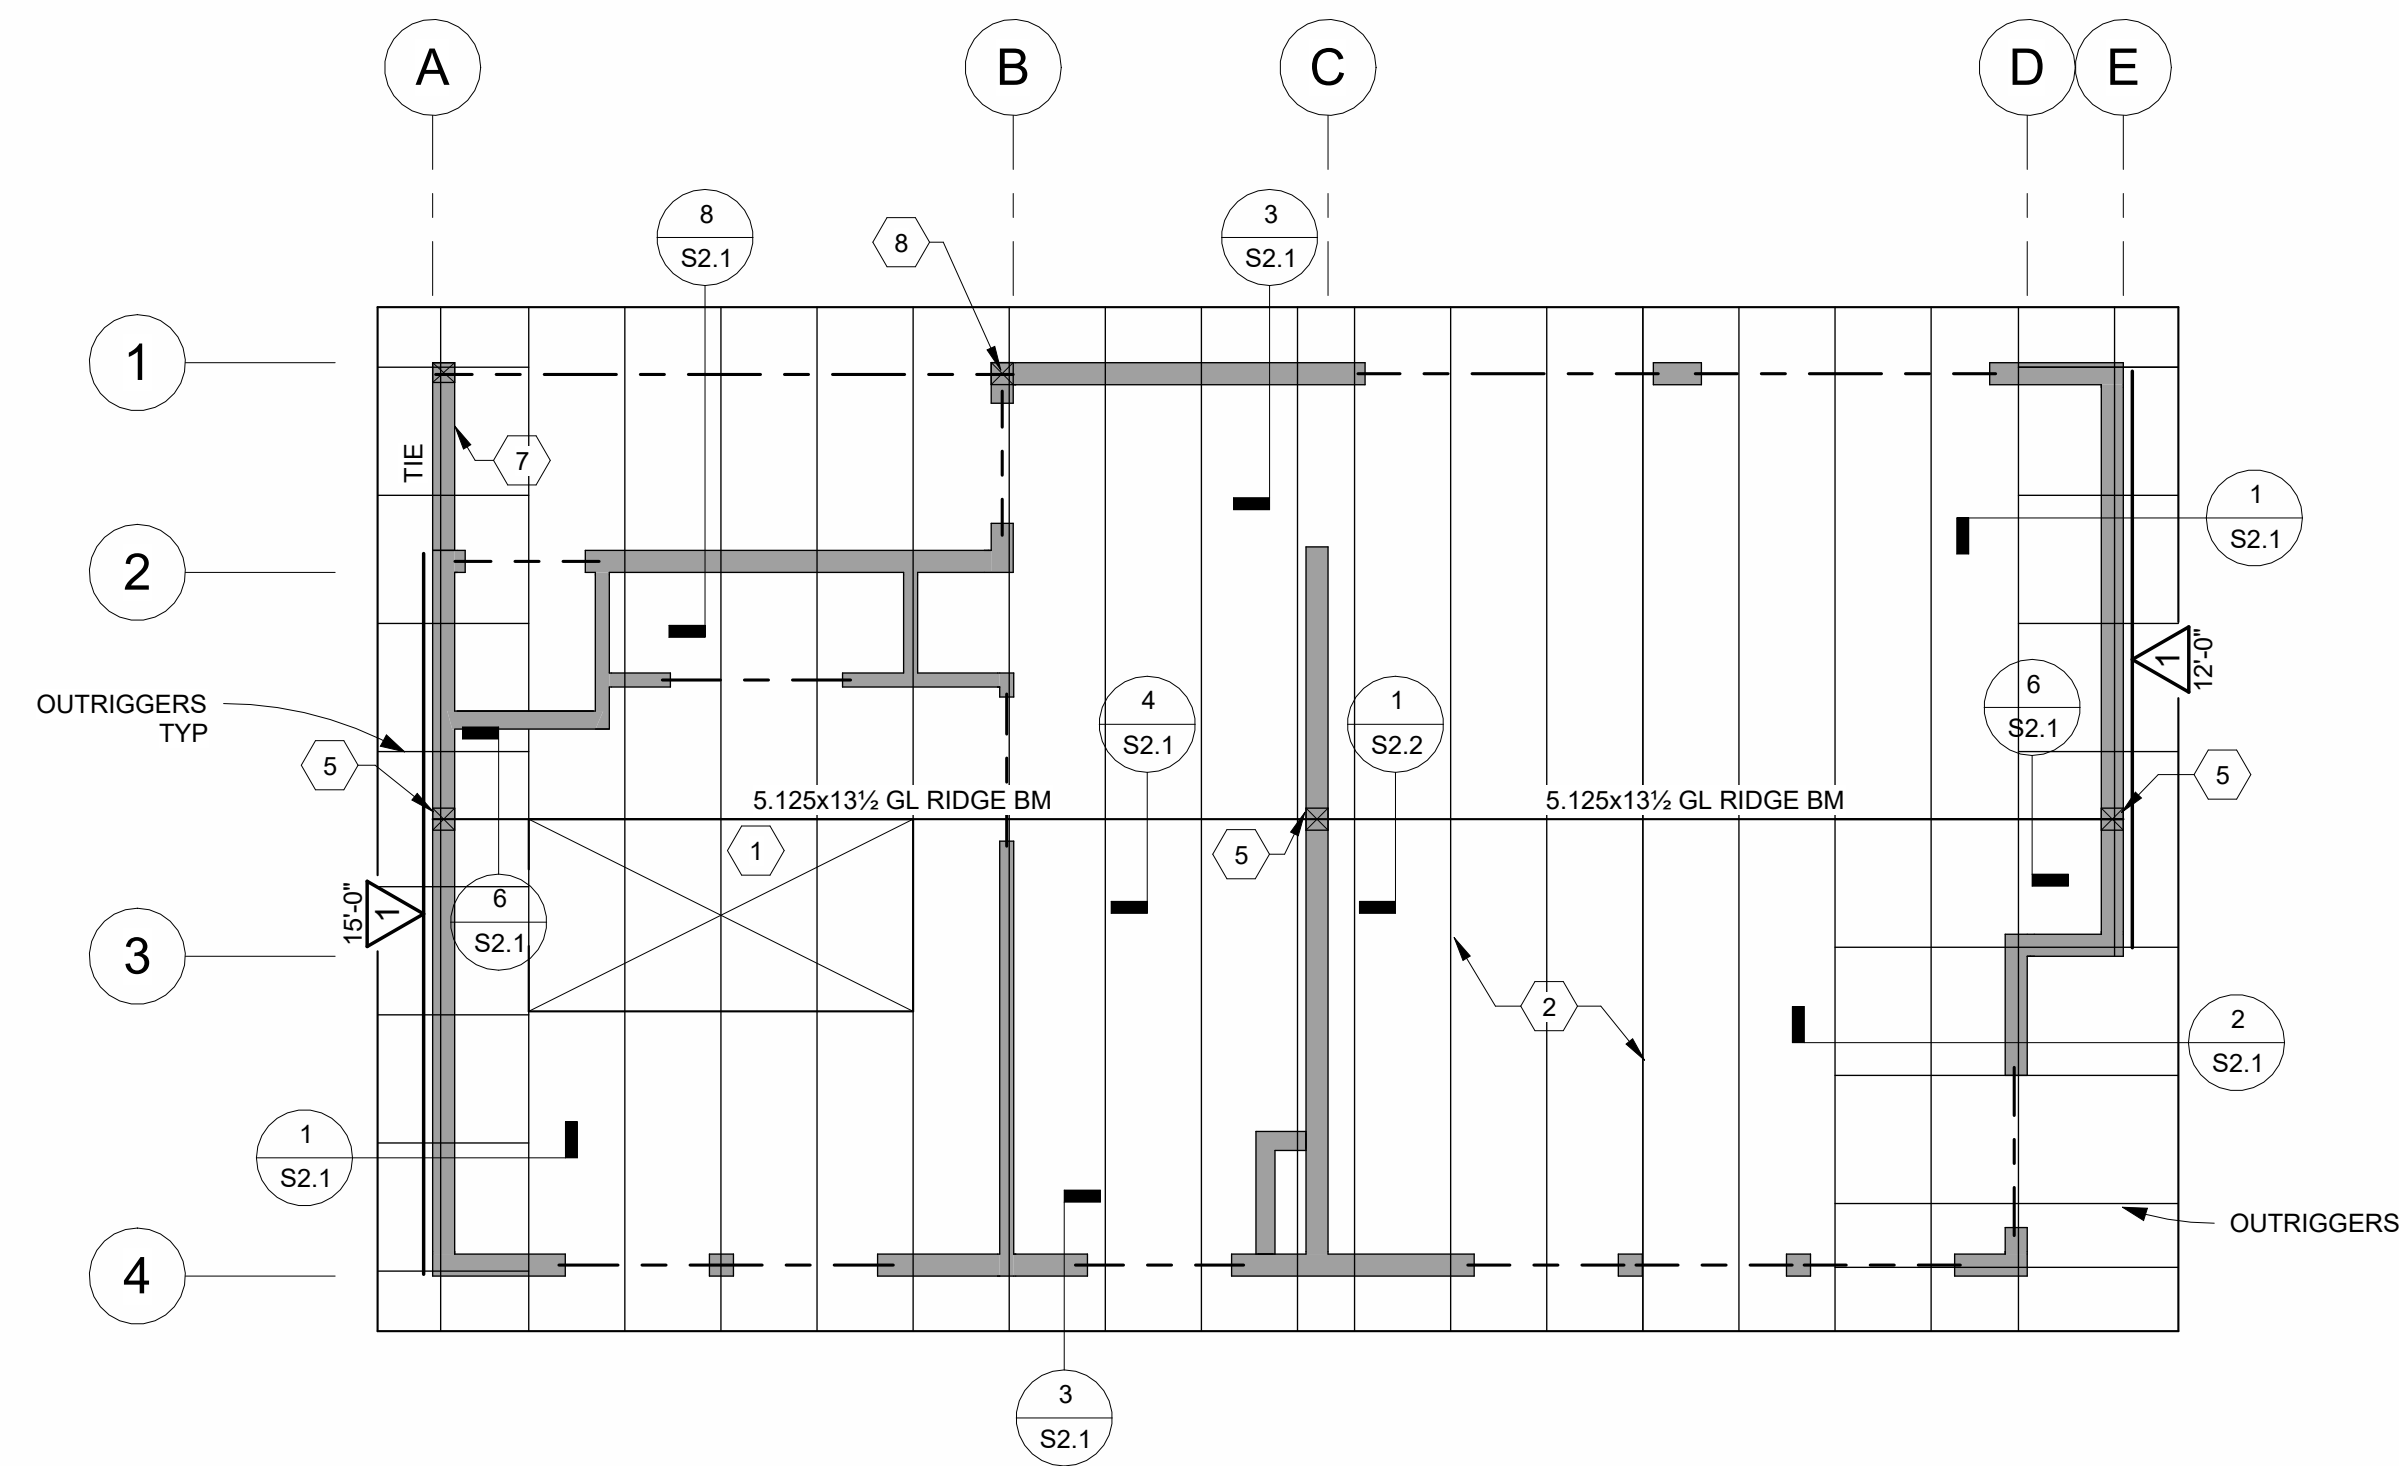 A
B
C
D
E
8
S2.1
8
3
S2.1
1
TIE
7
1
S2.1
2
OUTRIGGERS
TYP
5
4
S2.1
1
S2.2
6
S2.1
1
12'-0"
5
5.125x13½ GL RIDGE BM
5.125x13½ GL RIDGE BM
1
5
15'-0"
1
6
S2.1
3
2
2
S2.1
1
S2.1
OUTRIGGERS
4
3
S2.1